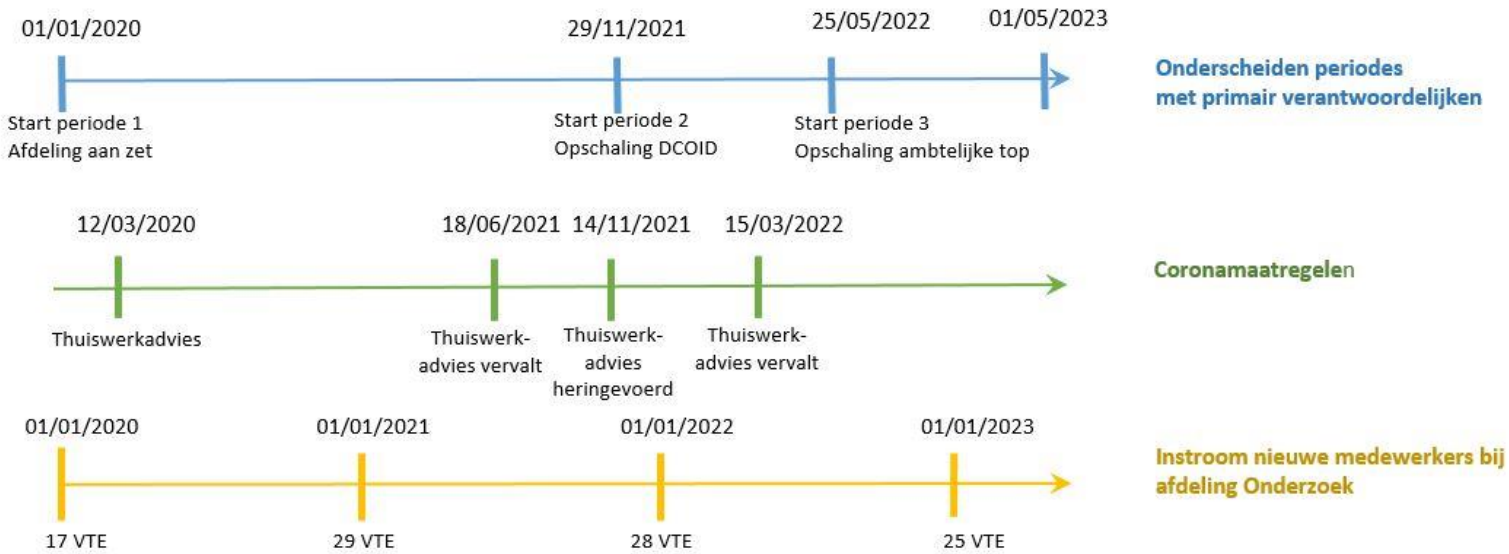 01/01/2020 29/11/2021 25/05/2022 01/05/2023
Onderscheiden periodes
met primair verantwoordelijken
Start periode 1 Start periode 2 Start periode 3
Afdeling aan zet Opschaling DCOID Opschaling ambtelijke top
12/03/2020 18/06/2021 14/11/2021 15/03/2022
Coronamaatregelen
Thuiswerkadvies Thuiswerk- Thuiswerk- Thuiswerk-
advies vervalt advies advies vervalt
heringevoerd
01/01/2020 01/01/2021 01/01/2022 01/01/2023
Instroom nieuwe medewerkers bij
afdeling Onderzoek
17 VTE 29 VTE 28 VTE 25 VTE